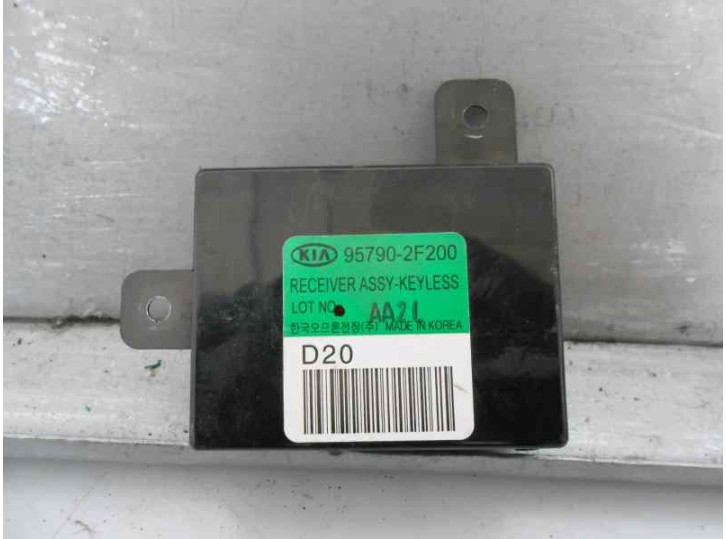 KIA 95790-2F200
RECEIVER ASSY-KEYLESS
LOT NO. AA2L
한국오므론전장(주) MADE IN KOREA
D20